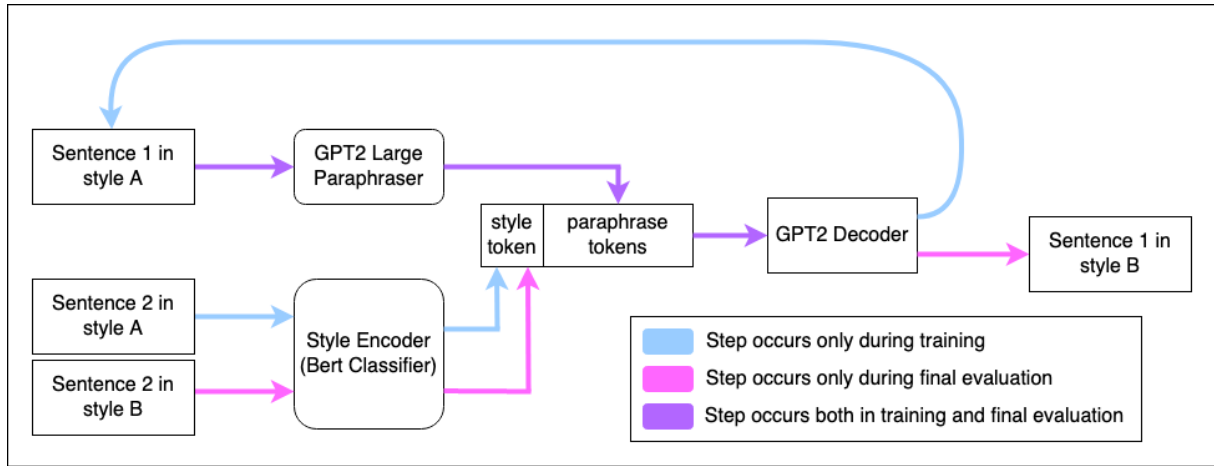 Sentence 1 in
style A
GPT2 Large
Paraphraser
style
token
paraphrase
tokens
GPT2 Decoder
Sentence 1 in
style B
Sentence 2 in
style A
Sentence 2 in
style B
Style Encoder
(Bert Classifier)
Step occurs only during training
Step occurs only during final evaluation
Step occurs both in training and final evaluation